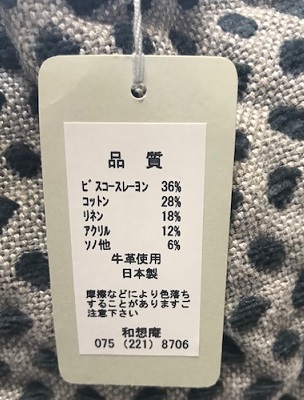 品質
ビスコースレーヨン 36%
コットン 28%
リネン 18%
アクリル 12%
ソノ他 6%
牛革使用
日本製
摩擦などにより色落ち
することがありますご
注意下さい
和想庵
075 (221) 8706